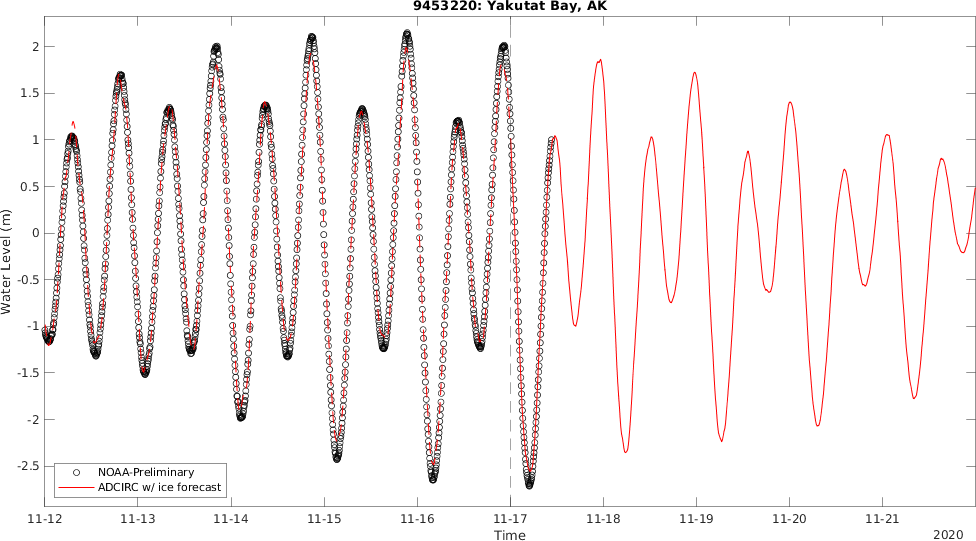 9453220: Yakutat Bay, AK
Water Level (m)
2
1.5
1
0.5
0
-0.5
-1
-1.5
-2
-2.5
NOAA-Preliminary
ADCIRC w/ ice forecast
11-12 11-13 11-14 11-15 11-16 11-17 11-18 11-19 11-20 11-21
Time
2020